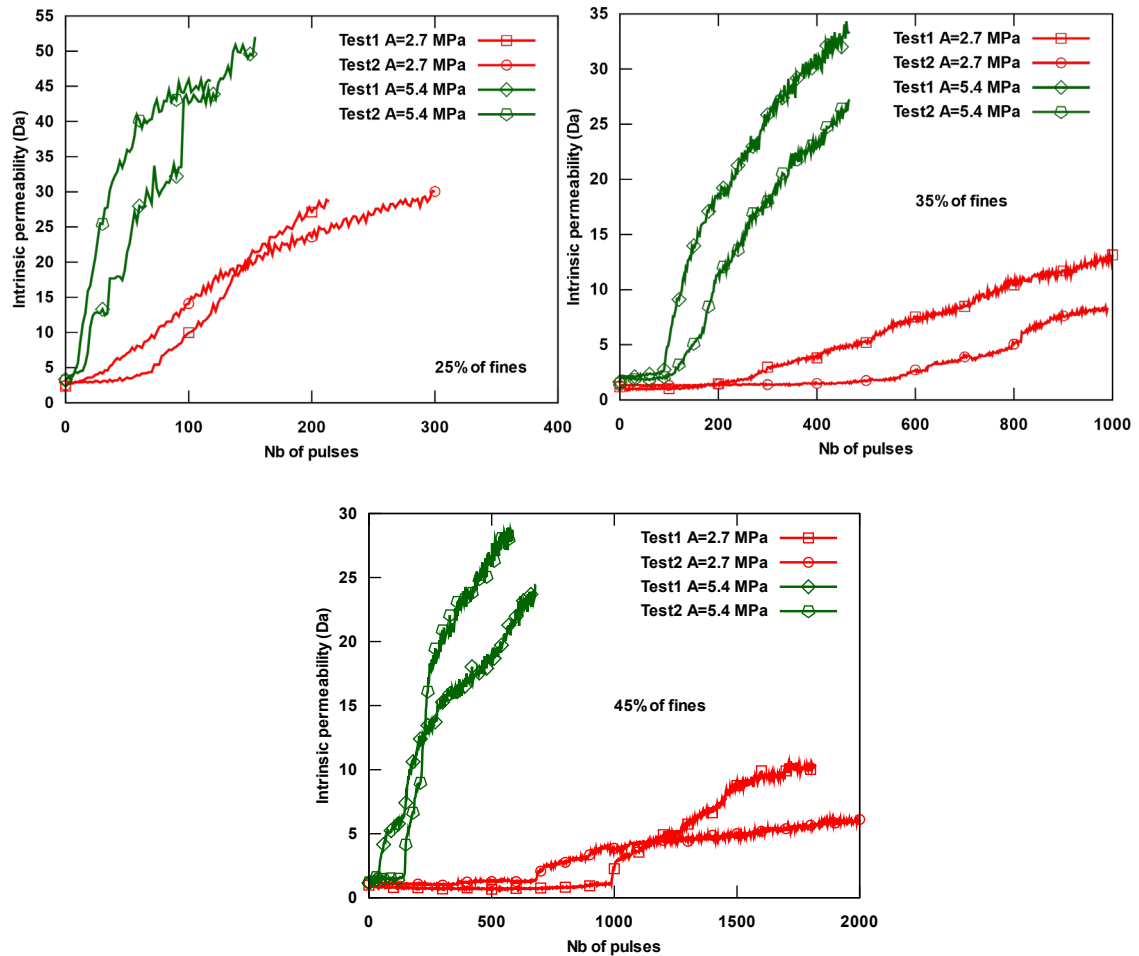 55
50
45
40
35
30
25
20
15
10
5
0
Intrinsic permeability (Da)
Test1 A=2.7 MPa
Test2 A=2.7 MPa
Test1 A=5.4 MPa
Test2 A=5.4 MPa
25% of fines
0 100 200 300 400
Nb of pulses
35
30
25
20
15
10
5
0
Intrinsic permeability (Da)
Test1 A=2.7 MPa
Test2 A=2.7 MPa
Test1 A=5.4 MPa
Test2 A=5.4 MPa
35% of fines
0 200 400 600 800 1000
Nb of pulses
30
25
20
15
10
5
0
Intrinsic permeability (Da)
Test1 A=2.7 MPa
Test2 A=2.7 MPa
Test1 A=5.4 MPa
Test2 A=5.4 MPa
45% of fines
0 500 1000 1500 2000
Nb of pulses